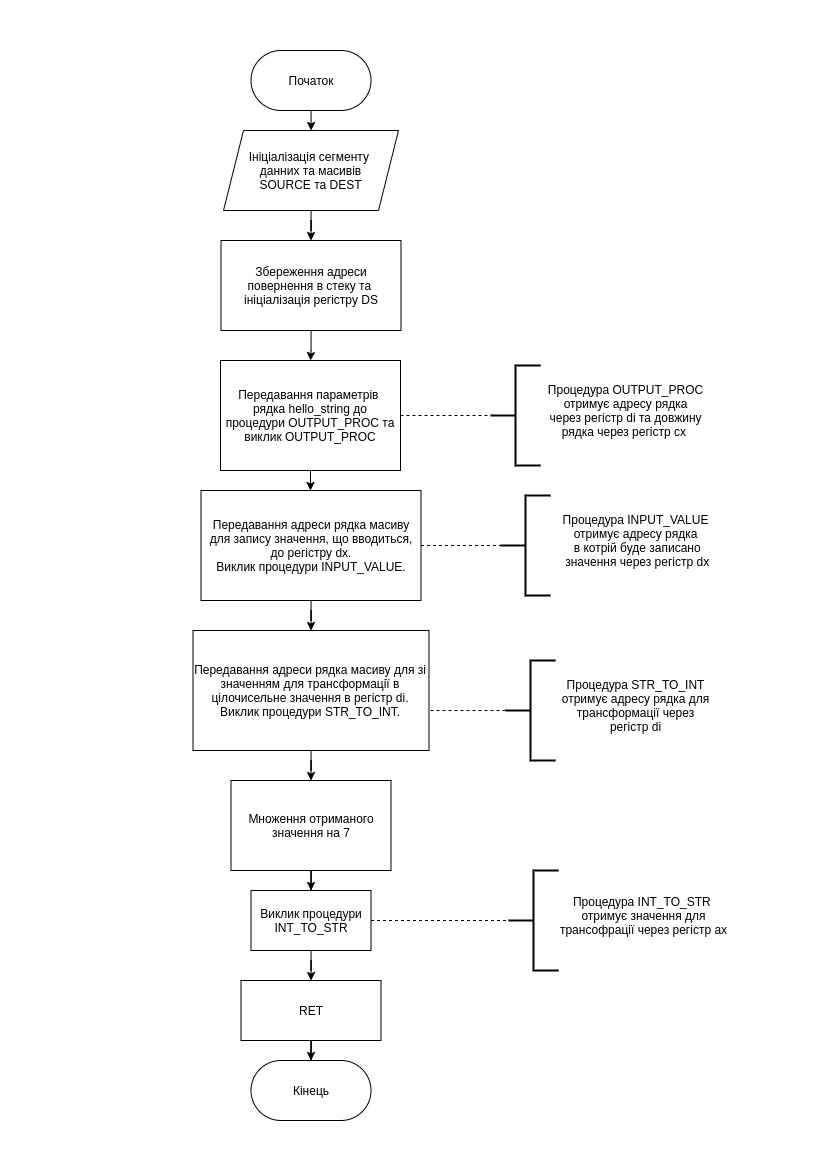 Початок
Ініціалізація сегменту
данних та масивів
SOURCE та DEST
Збереження адреси
повернення в стеку та
ініціалізація регістру DS
Передавання параметрів
рядка hello_string до
процедури OUTPUT_PROC та
виклик OUTPUT_PROC
Процедура OUTPUT_PROC
отримує адресу рядка
через регістр di та довжину
рядка через регістр cx
Передавання адреси рядка масиву
для запису значення, що вводиться,
до регістру dx.
Виклик процедури INPUT_VALUE.
Процедура INPUT_VALUE
отримує адресу рядка
в котрій буде записано
значення через регістр dx
Передавання адреси рядка масиву для зі
значенням для трансформації в
цілочисельне значення в регістр di.
Виклик процедури STR_TO_INT.
Процедура STR_TO_INT
отримує адресу рядка для
трансформації через
регістр di
Множення отриманого
значення на 7
Виклик процедури
INT_TO_STR
Процедура INT_TO_STR
отримує значення для
трансофрації через регістр ax
RET
Кінець